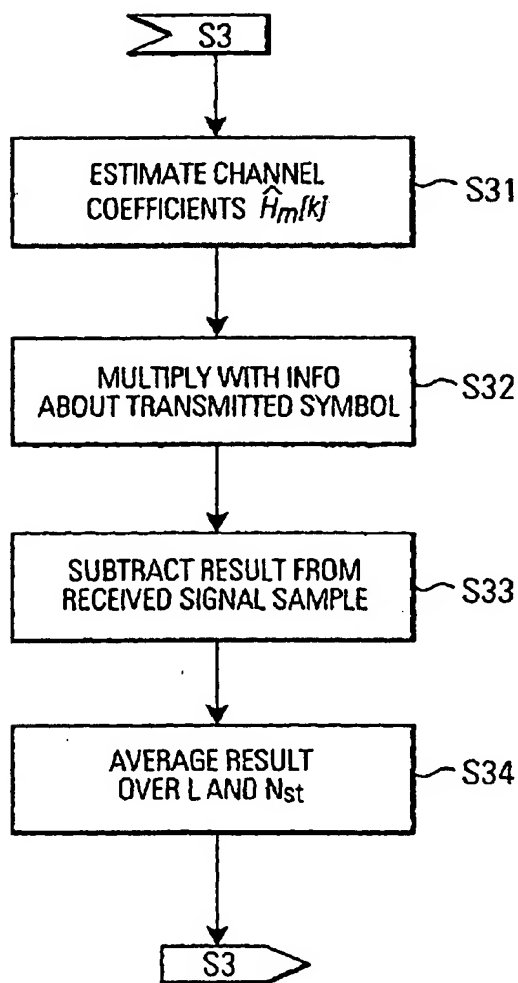 S3
ESTIMATE CHANNEL
COEFFICIENTS Ĥm[k]
S31
MULTIPLY WITH INFO
ABOUT TRANSMITTED SYMBOL
S32
SUBTRACT RESULT FROM
RECEIVED SIGNAL SAMPLE
S33
AVERAGE RESULT
OVER L AND Nst
S34
S3